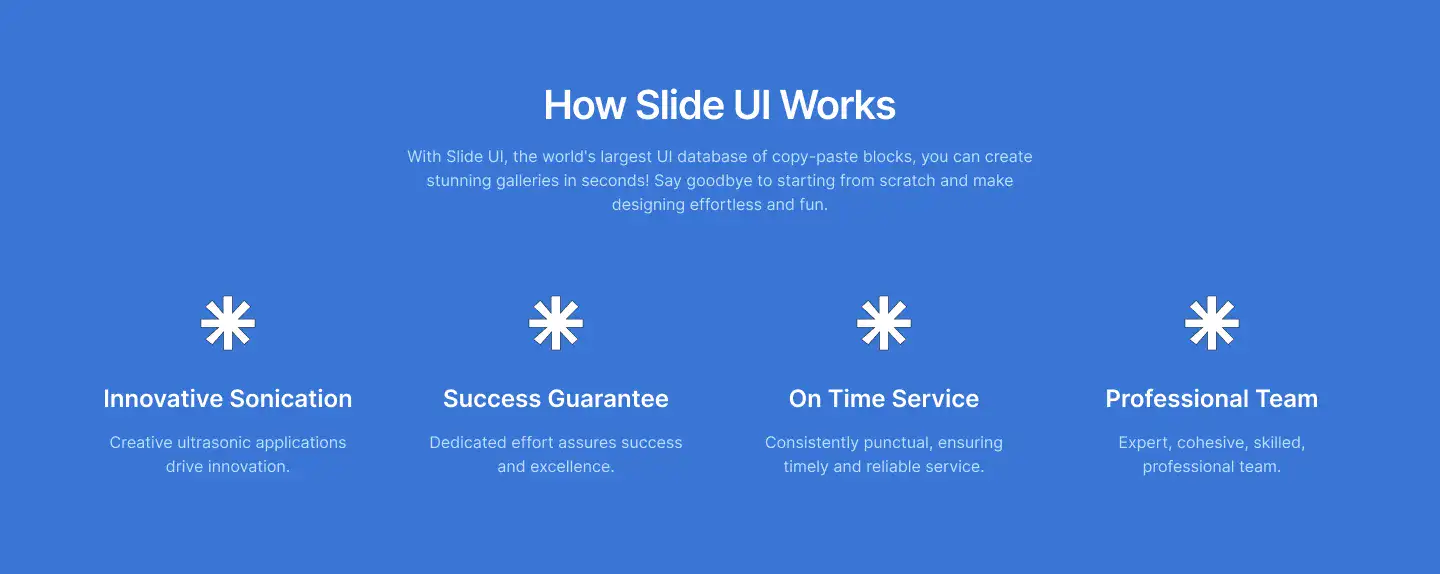 How Slide UI Works
With Slide UI, the world's largest UI database of copy-paste blocks, you can create
stunning galleries in seconds! Say goodbye to starting from scratch and make
designing effortless and fun.
Innovative Sonication
Creative ultrasonic applications
drive innovation.
Success Guarantee
Dedicated effort assures success
and excellence.
On Time Service
Consistently punctual, ensuring
timely and reliable service.
Professional Team
Expert, cohesive, skilled,
professional team.